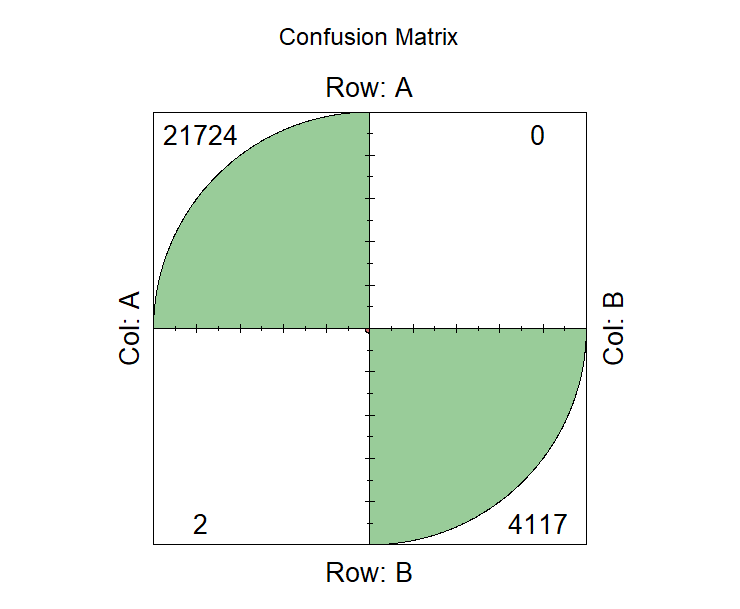 Confusion Matrix
Row: A
21724
0
Col: A
Col: B
2
4117
Row: B